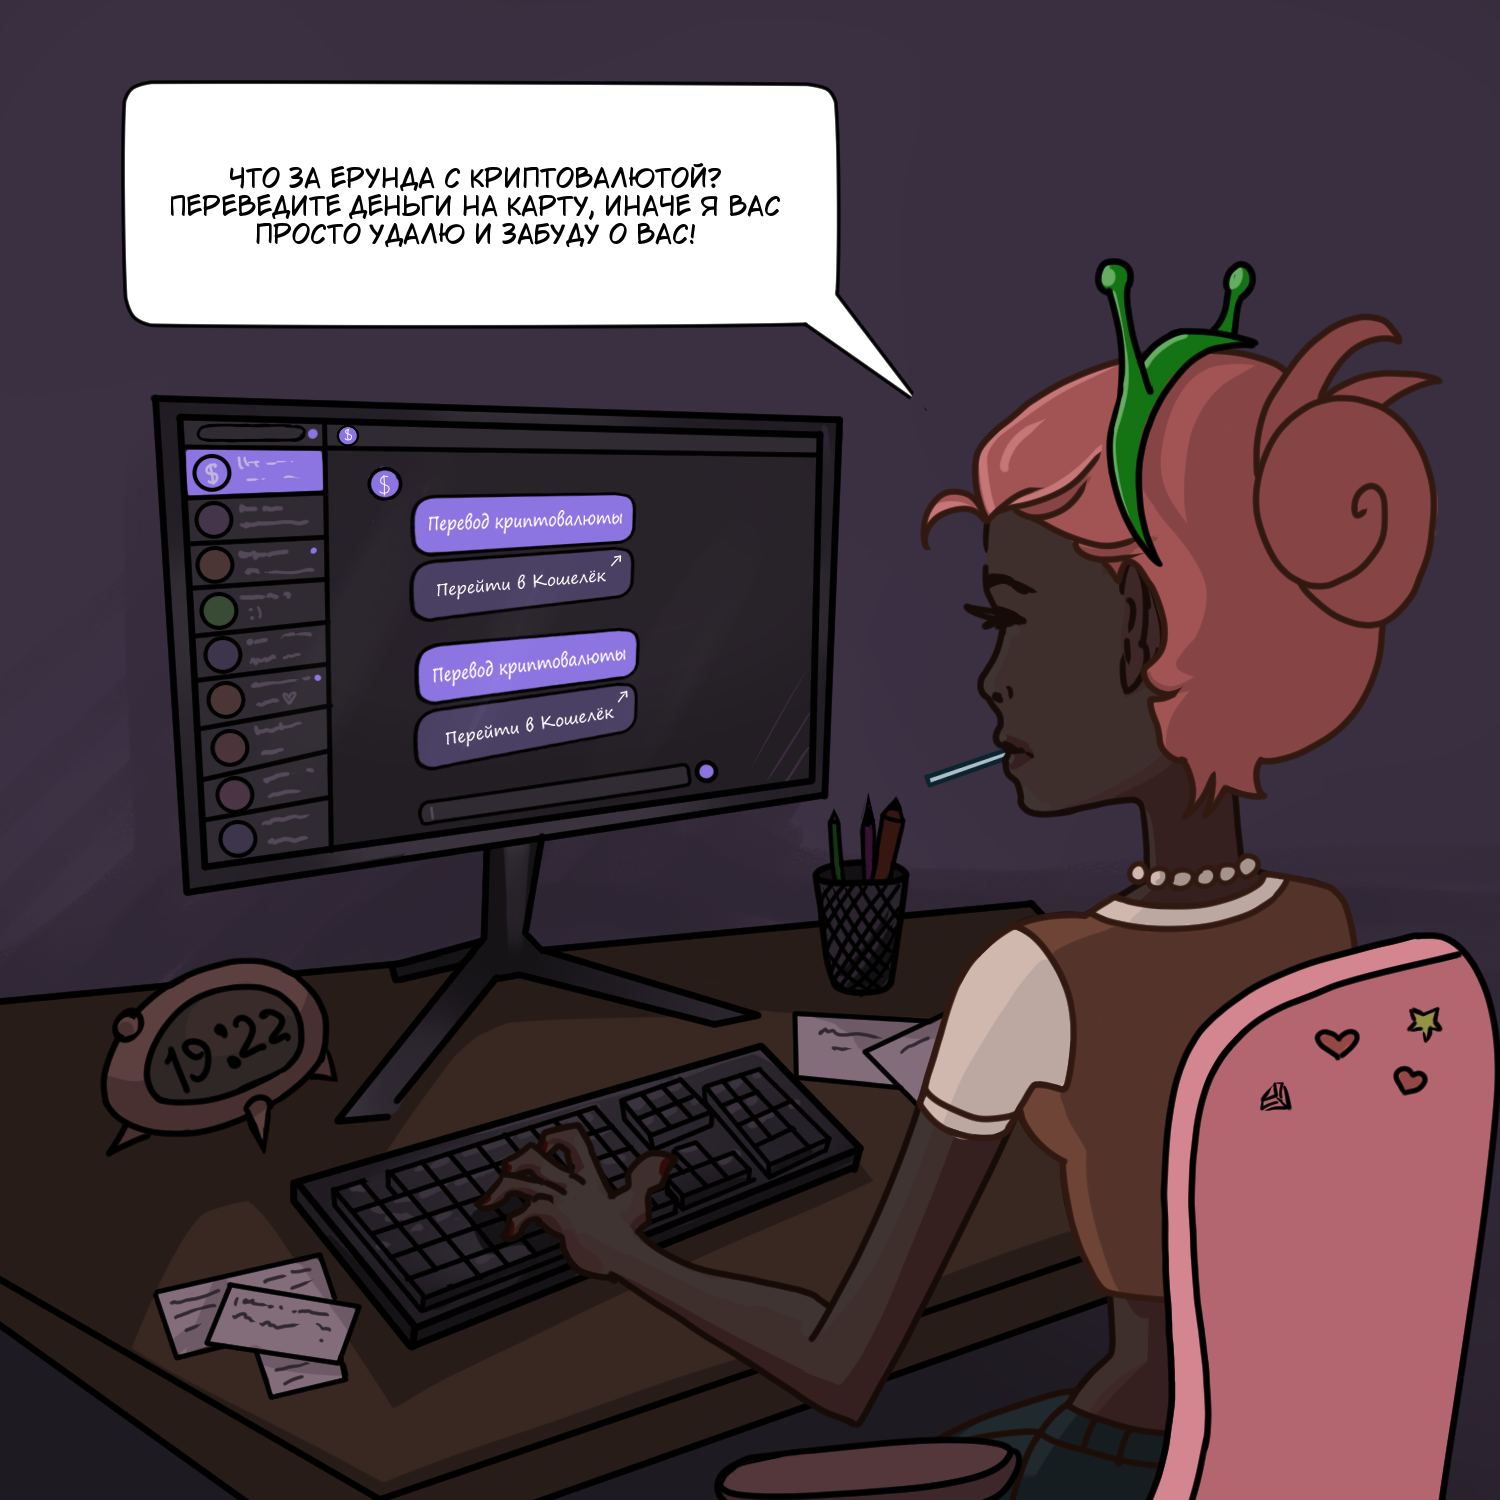 ЧТО ЗА ЕРУНДА С КРИПТОВАЛЮТОЙ?
ПЕРЕВЕДИТЕ ДЕНЬГИ НА КАРТУ, ИНАЧЕ Я ВАС
ПРОСТО УДАЛЮ И ЗАБУДУ О ВАС!
$
$
$
Перевод криптовалюты
Перейти в Кошелёк
:)
Перевод криптовалюты
Перейти в Кошелёк
19:22